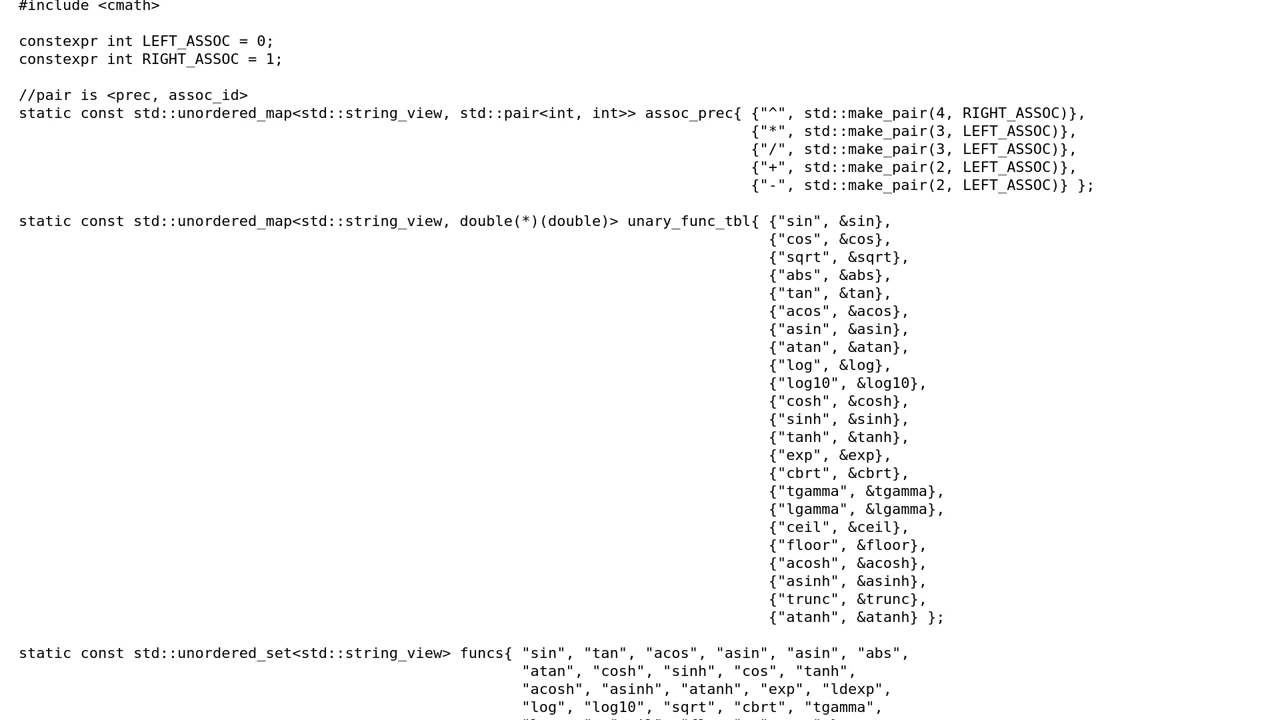 #include <cmath>
constexpr int LEFT_ASSOC = 0;
constexpr int RIGHT_ASSOC = 1;
//pair is <prec, assoc_id>
static const std::unordered_map<std::string_view, std::pair<int, int>> assoc_prec{ {"^", std::make_pair(4, RIGHT_ASSOC)},
{"*", std::make_pair(3, LEFT_ASSOC)},
{"/", std::make_pair(3, LEFT_ASSOC)},
{"+", std::make_pair(2, LEFT_ASSOC)},
{"-", std::make_pair(2, LEFT_ASSOC)} };
static const std::unordered_map<std::string_view, double(*)(double)> unary_func_tbl{ {"sin", &sin},
{"cos", &cos},
{"sqrt", &sqrt},
{"abs", &abs},
{"tan", &tan},
{"acos", &acos},
{"asin", &asin},
{"atan", &atan},
{"log", &log},
{"log10", &log10},
{"cosh", &cosh},
{"sinh", &sinh},
{"tanh", &tanh},
{"exp", &exp},
{"cbrt", &cbrt},
{"tgamma", &tgamma},
{"lgamma", &lgamma},
{"ceil", &ceil},
{"floor", &floor},
{"acosh", &acosh},
{"asinh", &asinh},
{"trunc", &trunc},
{"atanh", &atanh} };
static const std::unordered_set<std::string_view> funcs{ "sin", "tan", "acos", "asin", "asin", "abs",
"atan", "cosh", "sinh", "cos", "tanh",
"acosh", "asinh", "atanh", "exp", "ldexp",
"log", "log10", "sqrt", "cbrt", "tgamma",